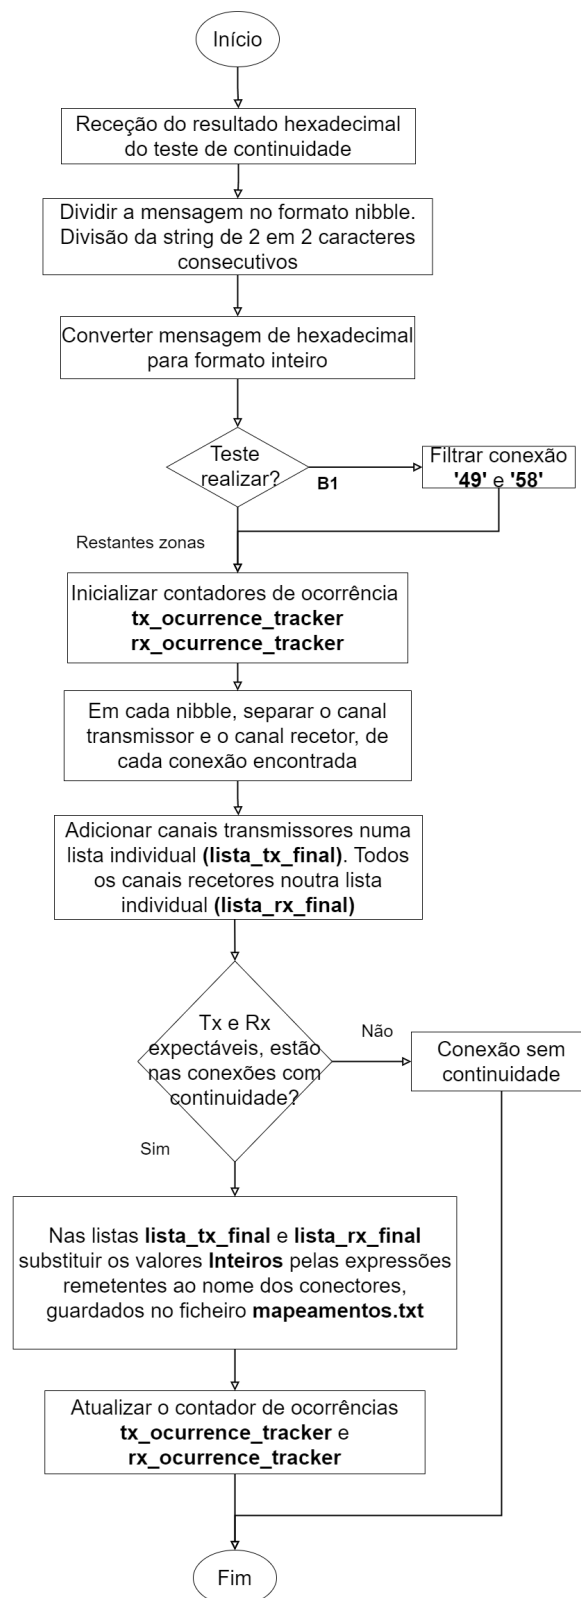 Início
Receção do resultado hexadecimal
do teste de continuidade
Dividir a mensagem no formato nibble.
Divisão da string de 2 em 2 caracteres
consecutivos
Converter mensagem de hexadecimal
para formato inteiro
Teste
realizar?
B1
Filtrar conexão
'49' e '58'
Restantes zonas
Inicializar contadores de ocorrência
tx_ocurrence_tracker
rx_ocurrence_tracker
Em cada nibble, separar o canal
transmissor e o canal recetor, de
cada conexão encontrada
Adicionar canais transmissores numa
lista individual (lista_tx_final). Todos
os canais recetores noutra lista
individual (lista_rx_final)
Tx e Rx
expectáveis, estão
nas conexões com
continuidade?
Não
Conexão sem
continuidade
Sim
Nas listas lista_tx_final e lista_rx_final
substituir os valores Inteiros pelas expressões
remetentes ao nome dos conectores,
guardados no ficheiro mapeamentos.txt
Atualizar o contador de ocorrências
tx_ocurrence_tracker e
rx_ocurrence_tracker
Fim